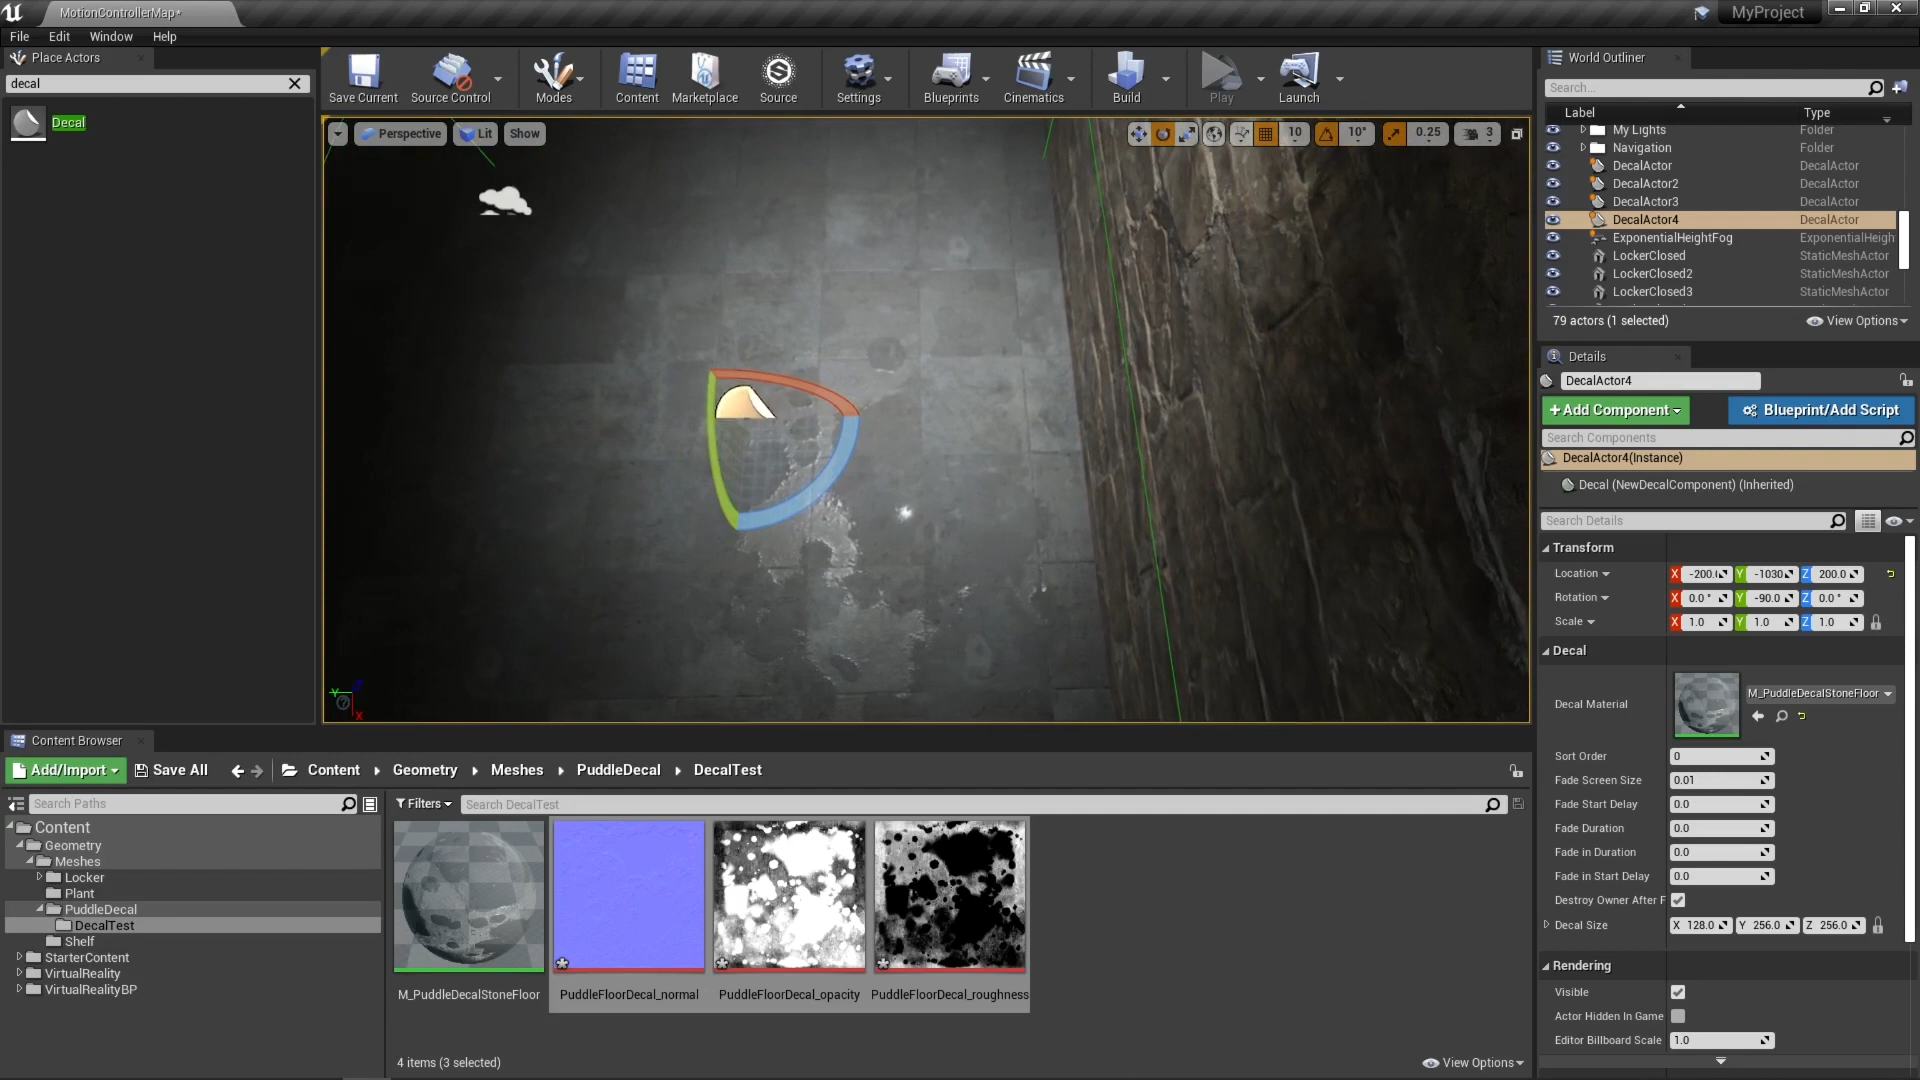 MotionControllerMap*
MyProject
File Edit Window Help
Place Actors
decal
Decal
Save Current
Source Control
Modes
Content
Marketplace
Source
Settings
Blueprints
Cinematics
Build
Play
Launch
Perspective
Lit
Show
10
10°
0.25
3
World Outliner
Search...
Label Type
My Lights Folder
Navigation Folder
DecalActor DecalActor
DecalActor2 DecalActor
DecalActor3 DecalActor
DecalActor4 DecalActor
ExponentialHeightFog ExponentialHeigh
LockerClosed StaticMeshActor
LockerClosed2 StaticMeshActor
LockerClosed3 StaticMeshActor
79 actors (1 selected) View Options
Details
DecalActor4
+Add Component Blueprint/Add Script
Search Components
DecalActor4(Instance)
Decal (NewDecalComponent) (Inherited)
Search Details
Transform
Location X -200.0 Y -1030 Z 200.0
Rotation X 0.0 ° Y -90.0 Z 0.0 °
Scale X 1.0 Y 1.0 Z 1.0
Decal
Decal Material M_PuddleDecalStoneFloor
Sort Order 0
Fade Screen Size 0.01
Fade Start Delay 0.0
Fade Duration 0.0
Fade in Duration 0.0
Fade in Start Delay 0.0
Destroy Owner After F
Decal Size X 128.0 Y 256.0 Z 256.0
Rendering
Visible
Actor Hidden In Game
Editor Billboard Scale 1.0
Y Z
X
Content Browser
Add/Import Save All Content Geometry Meshes PuddleDecal DecalTest
Search Paths
Filters Search DecalTest
Content
Geometry
Meshes
Locker
Plant
PuddleDecal
DecalTest
Shelf
StarterContent
VirtualReality
VirtualRealityBP
M_PuddleDecalStoneFloor
PuddleFloorDecal_normal
PuddleFloorDecal_opacity
PuddleFloorDecal_roughness
4 items (3 selected) View Options